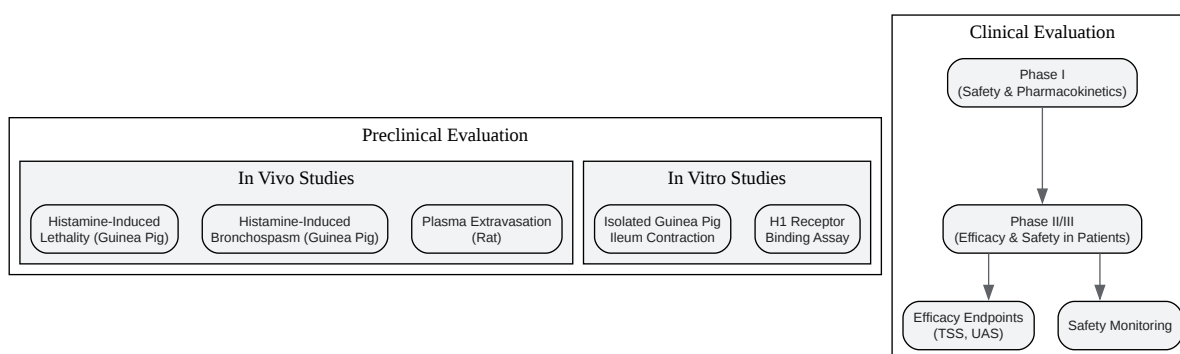 Preclinical Evaluation
In Vivo Studies
Histamine-Induced
Lethality (Guinea Pig)
Histamine-Induced
Bronchospasm (Guinea Pig)
Plasma Extravasation
(Rat)
In Vitro Studies
Isolated Guinea Pig
Ileum Contraction
H1 Receptor
Binding Assay
Clinical Evaluation
Phase I
(Safety & Pharmacokinetics)
Phase II/III
(Efficacy & Safety in Patients)
Efficacy Endpoints
(TSS, UAS)
Safety Monitoring